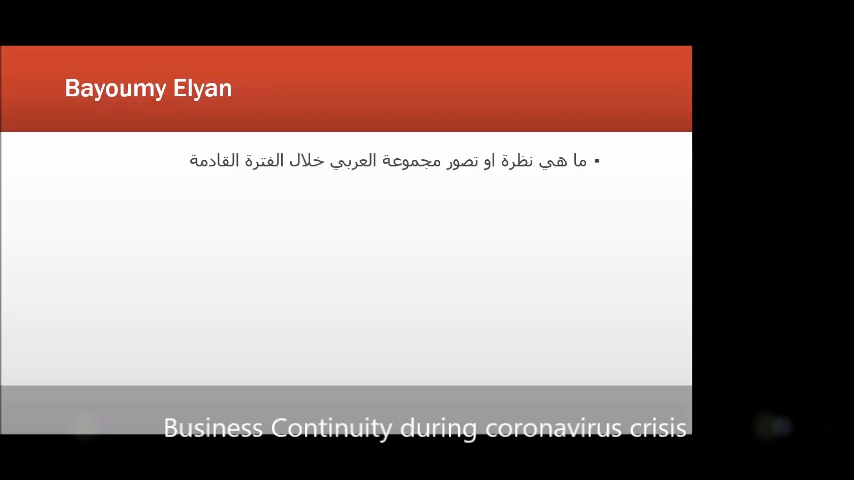 Bayoumy Elyan
▪ ما هي نظرة او تصور مجموعة العربي خلال الفترة القادمة
Business Continuity during coronavirus crisis